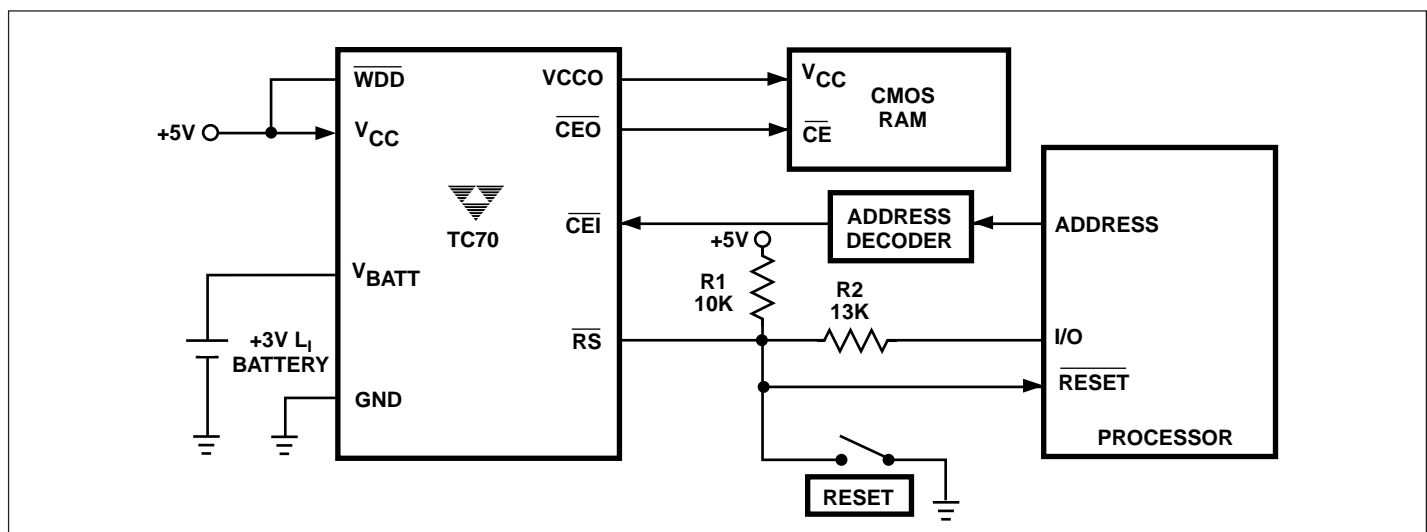 WDD
VCCO
VCC
CMOS
RAM
+5V
VCC
CEO
CE
TC70
CEI
ADDRESS
DECODER
ADDRESS
+5V
R1
10K
R2
13K
VBATT
+3V LI
BATTERY
RS
I/O
RESET
GND
PROCESSOR
RESET